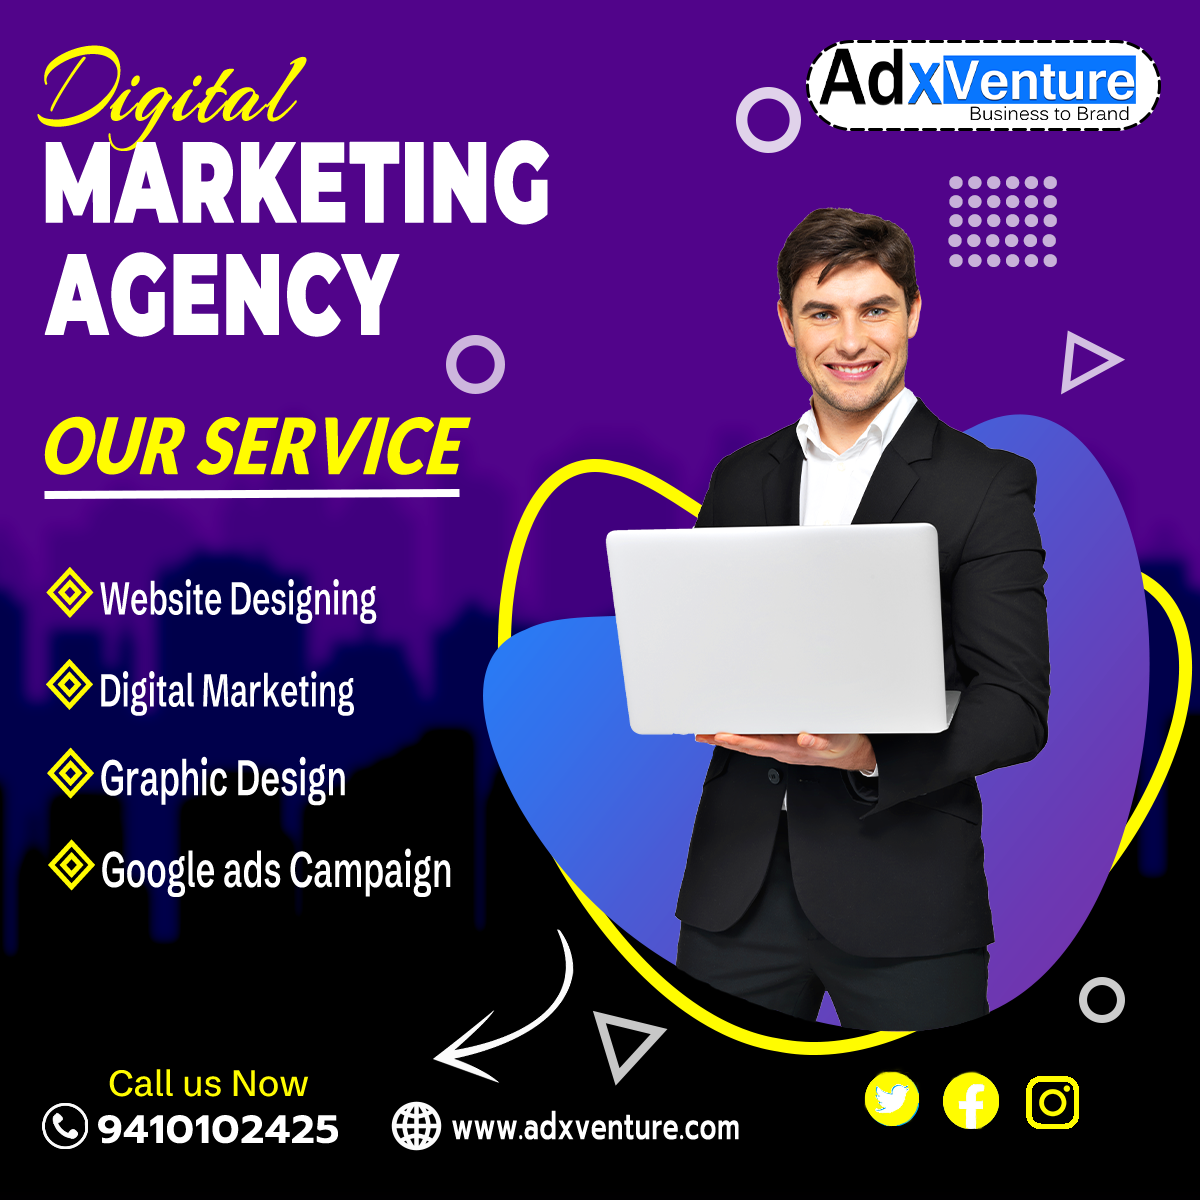 Digital
MARKETING
AGENCY
AdxVenture
Business to Brand
OUR SERVICE
Website Designing
Digital Marketing
Graphic Design
Google ads Campaign
Call us Now
9410102425
www.adxventure.com